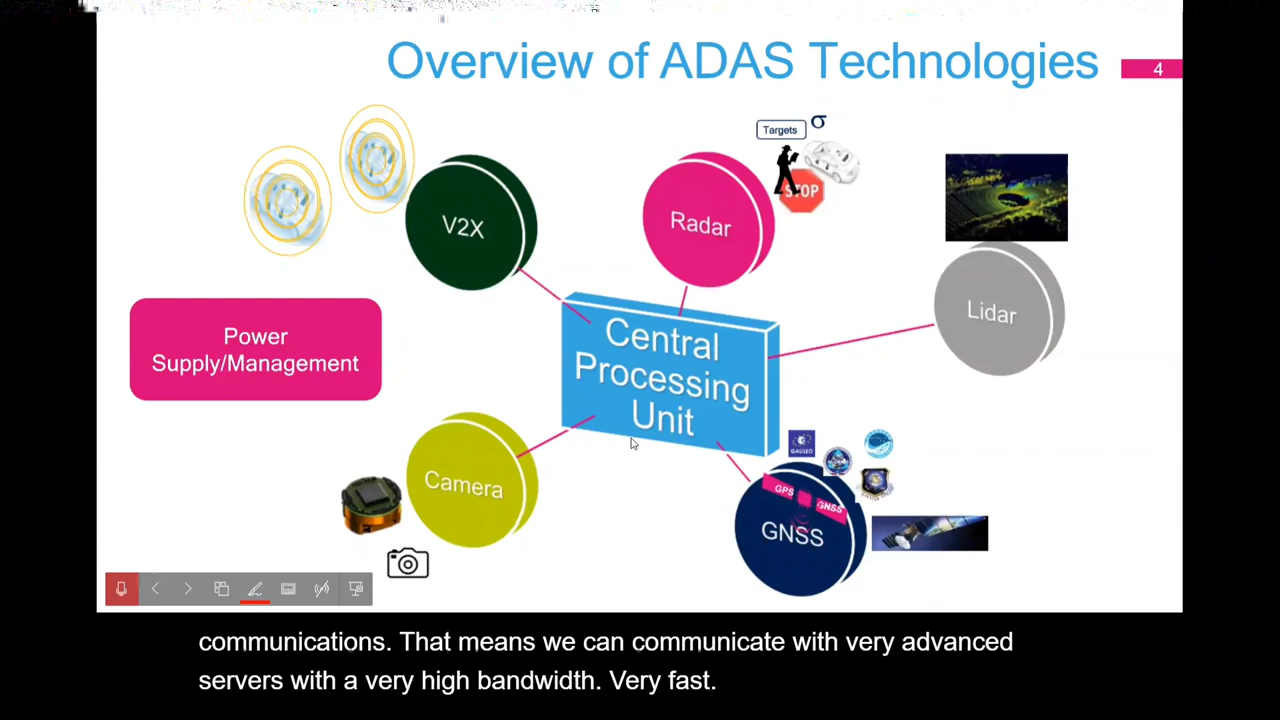 Overview of ADAS Technologies
4
Targets
σ
STOP
V2X
Radar
Lidar
Power
Supply/Management
Central
Processing
Unit
Camera
GALILEO
GPS
GNSS
GNSS
communications. That means we can communicate with very advanced
servers with a very high bandwidth. Very fast.